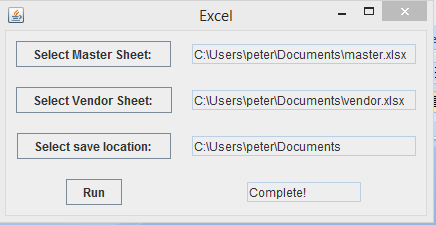 Excel
Select Master Sheet: C:\Users\peter\Documents\master.xlsx
Select Vendor Sheet: C:\Users\peter\Documents\vendor.xlsx
Select save location: C:\Users\peter\Documents
Run Complete!